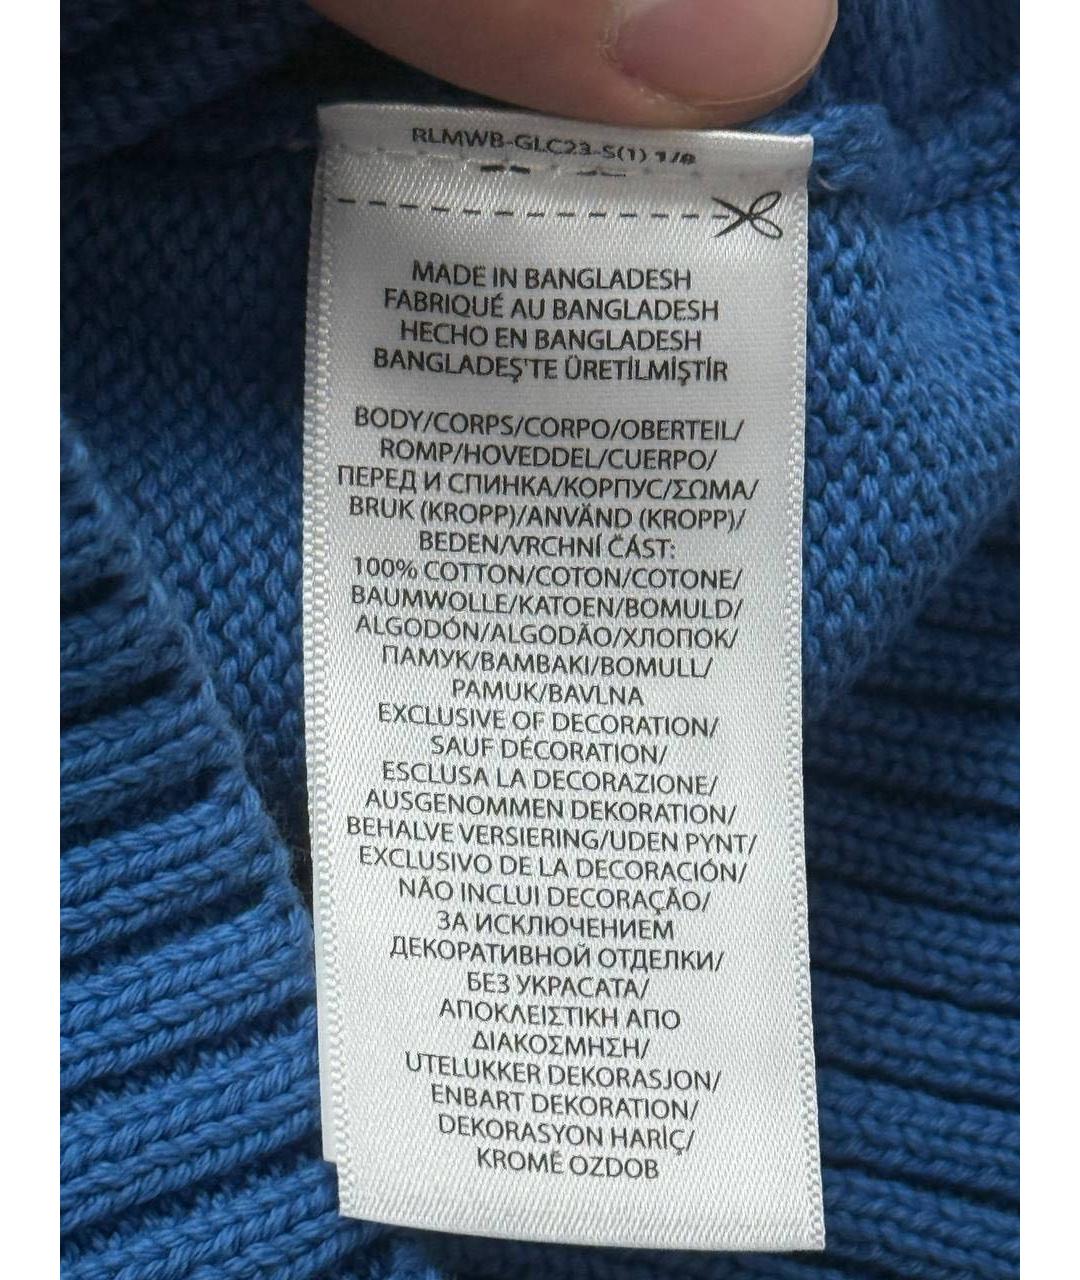 RLMWB-GLC23-S(1) 1/8
MADE IN BANGLADESH
FABRIQUÉ AU BANGLADESH
HECHO EN BANGLADESH
BANGLADEŞ'TE ÜRETİLMİŞTİR
BODY/CORPS/CORPO/OBERTEIL/
ROMP/HOVEDDEL/CUERPO/
ПЕРЕД И СПИНКА/КОРПУС/ΣΩΜΑ/
BRUK (KROPP)/ANVÄND (KROPP)/
BEDEN/VRCHNÍ ČÁST:
100% COTTON/COTON/COTONE/
BAUMWOLLE/KATOEN/BOMULD/
ALGODÓN/ALGODÃO/ХЛОПОК/
ПАМУК/ΒΑΜΒΑΚΙ/BOMULL/
PAMUK/BAVLNA
EXCLUSIVE OF DECORATION/
SAUF DÉCORATION/
ESCLUSA LA DECORAZIONE/
AUSGENOMMEN DEKORATION/
BEHALVE VERSIERING/UDEN PYNT/
EXCLUSIVO DE LA DECORACIÓN/
NÃO INCLUI DECORAÇÃO/
ЗА ИСКЛЮЧЕНИЕМ
ДЕКОРАТИВНОЙ ОТДЕЛКИ/
БЕЗ УКРАСАТА/
ΑΠΟΚΛΕΙΣΤΙΚΗ ΑΠΟ
ΔΙΑΚΟΣΜΗΣΗ/
UTELUKKER DEKORASJON/
ENBART DEKORATION/
DEKORASYON HARİÇ/
KROMĚ OZDOB